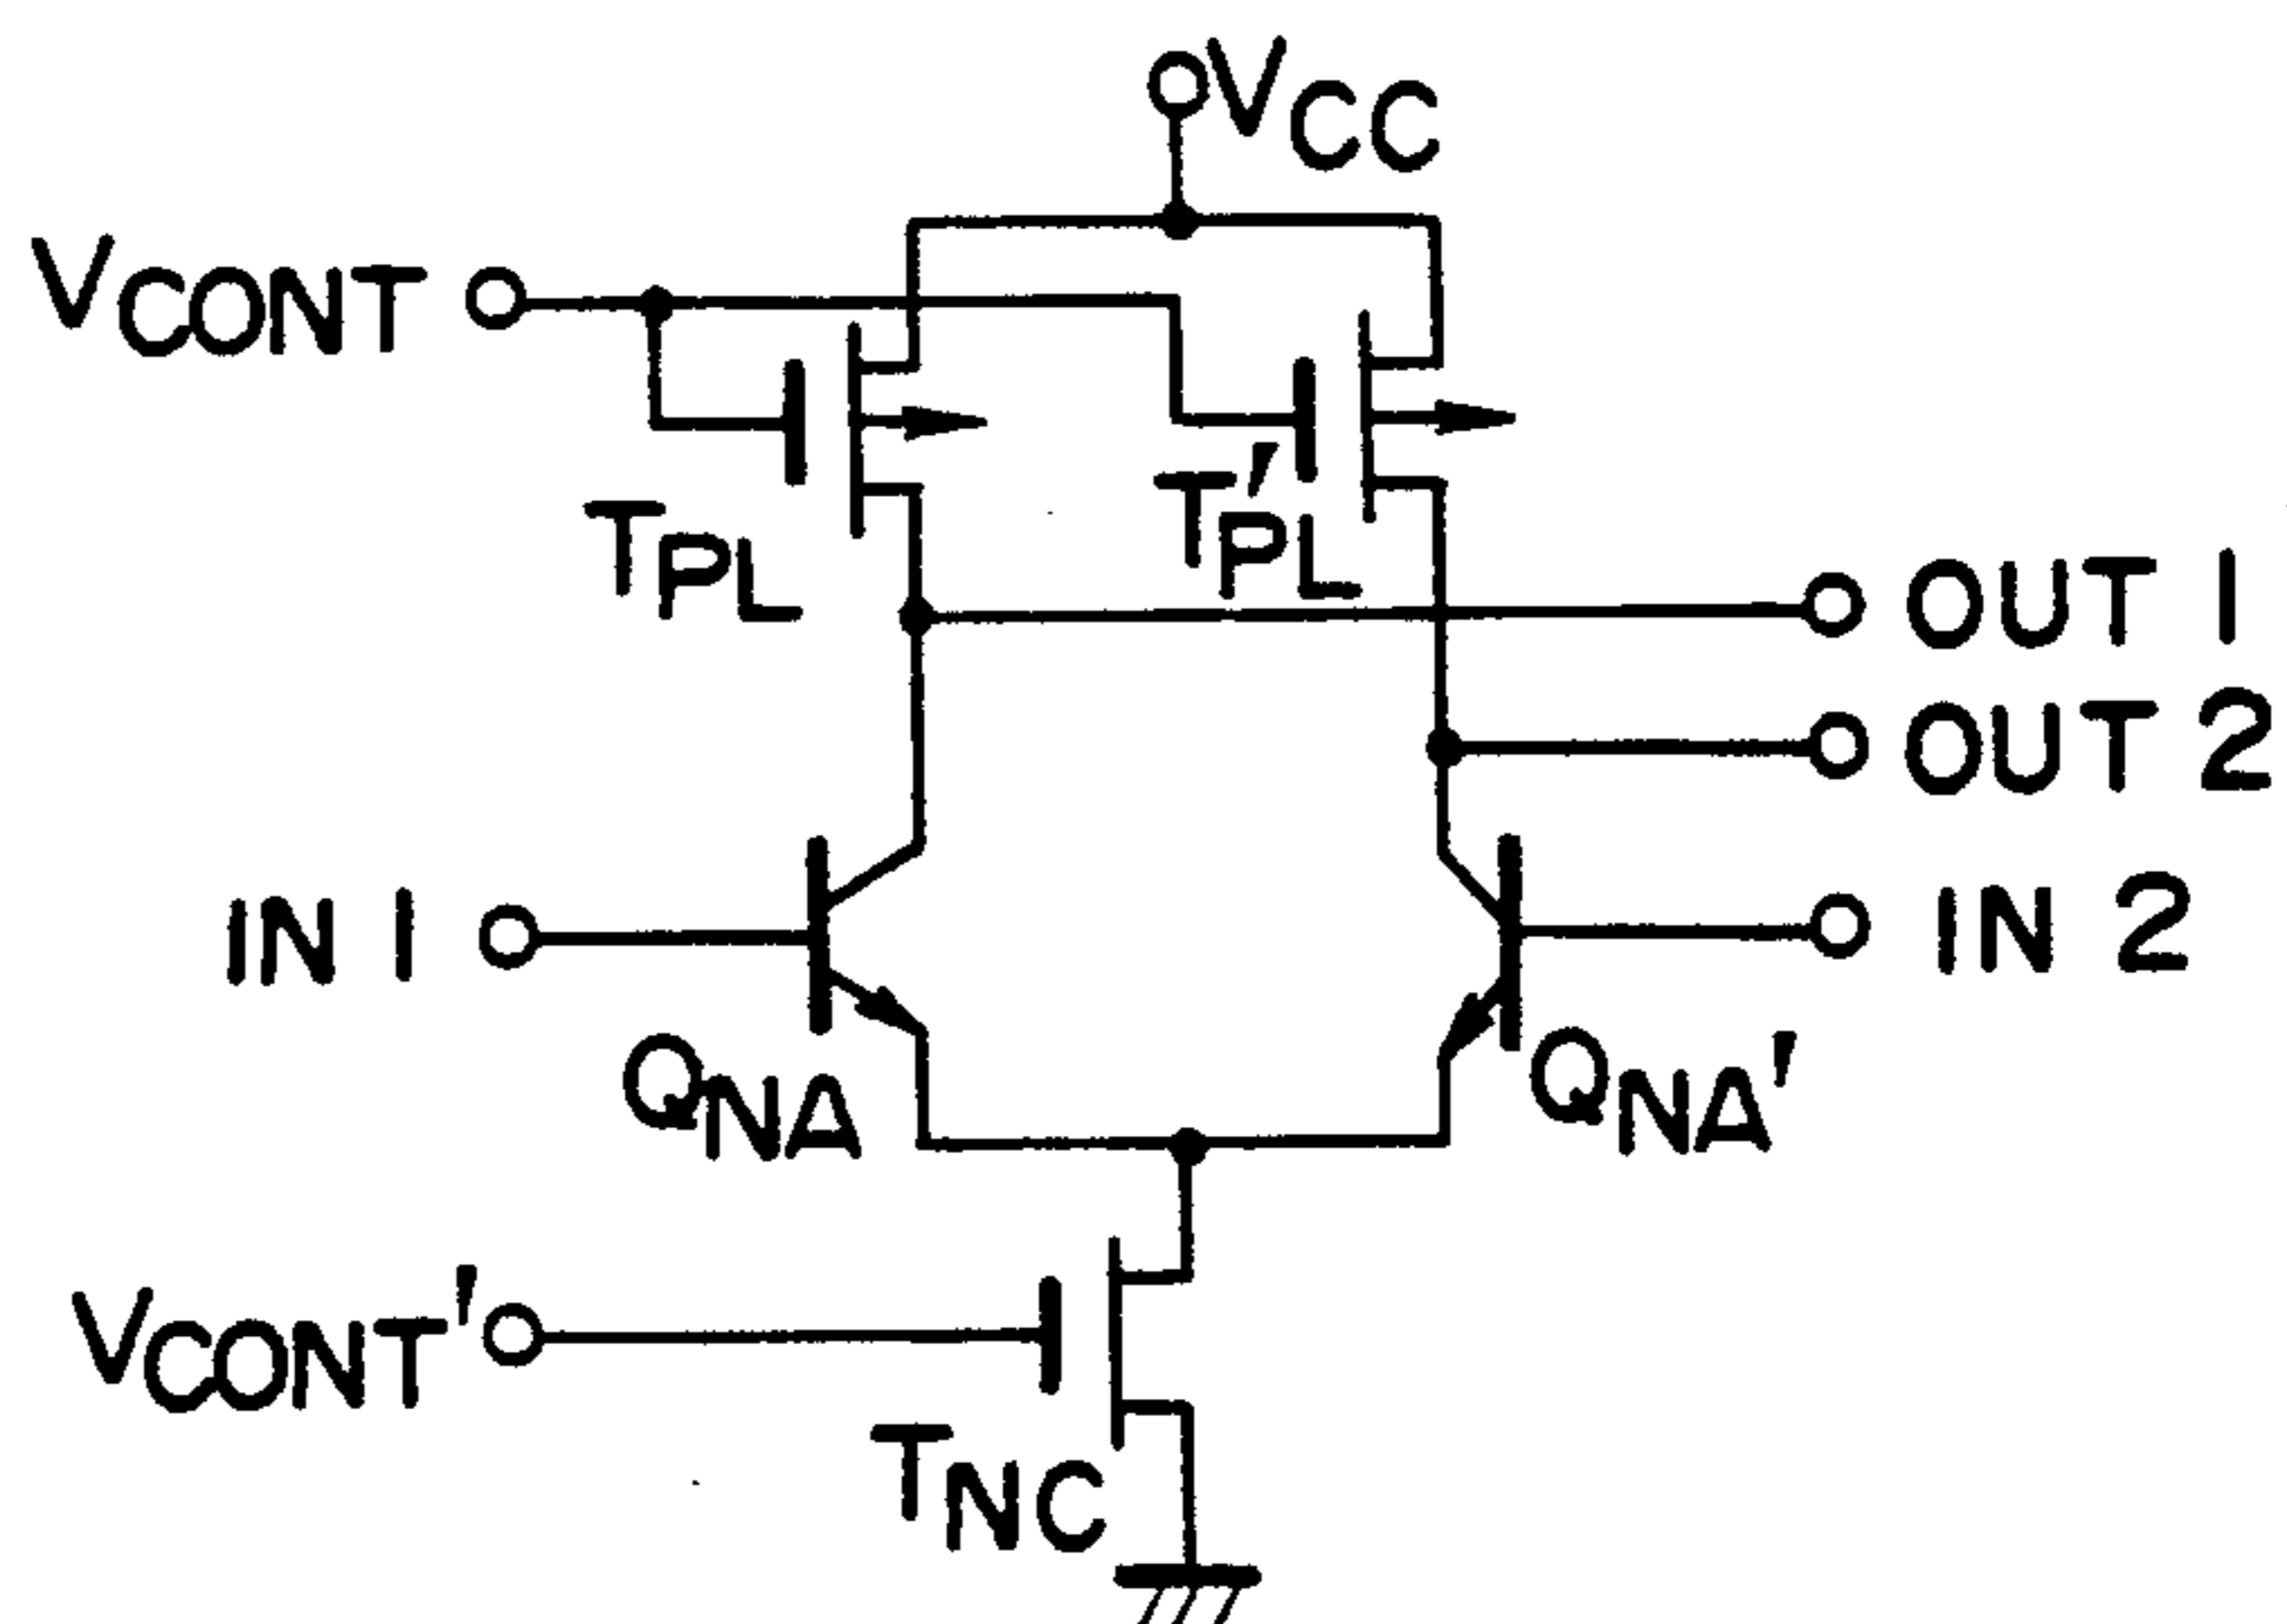 VCC
VCONT
TPL
T'PL
OUT 1
OUT 2
IN 1
IN 2
QNA
QNA'
VCONT'
TNC